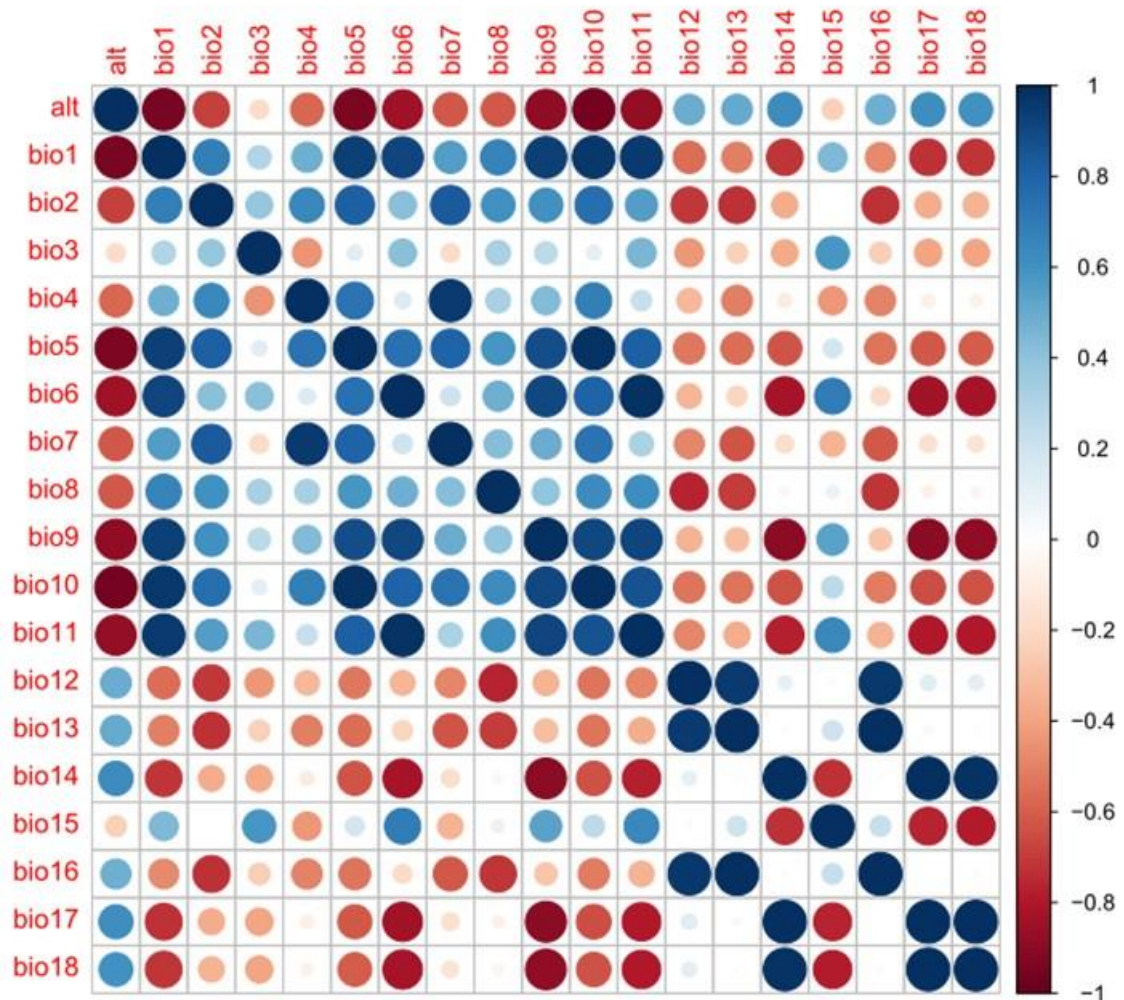 alt bio1 bio2 bio3 bio4 bio5 bio6 bio7 bio8 bio9 bio10 bio11 bio12 bio13 bio14 bio15 bio16 bio17 bio18
alt
bio1
bio2
bio3
bio4
bio5
bio6
bio7
bio8
bio9
bio10
bio11
bio12
bio13
bio14
bio15
bio16
bio17
bio18
1
0.8
0.6
0.4
0.2
0
−0.2
−0.4
−0.6
−0.8
−1